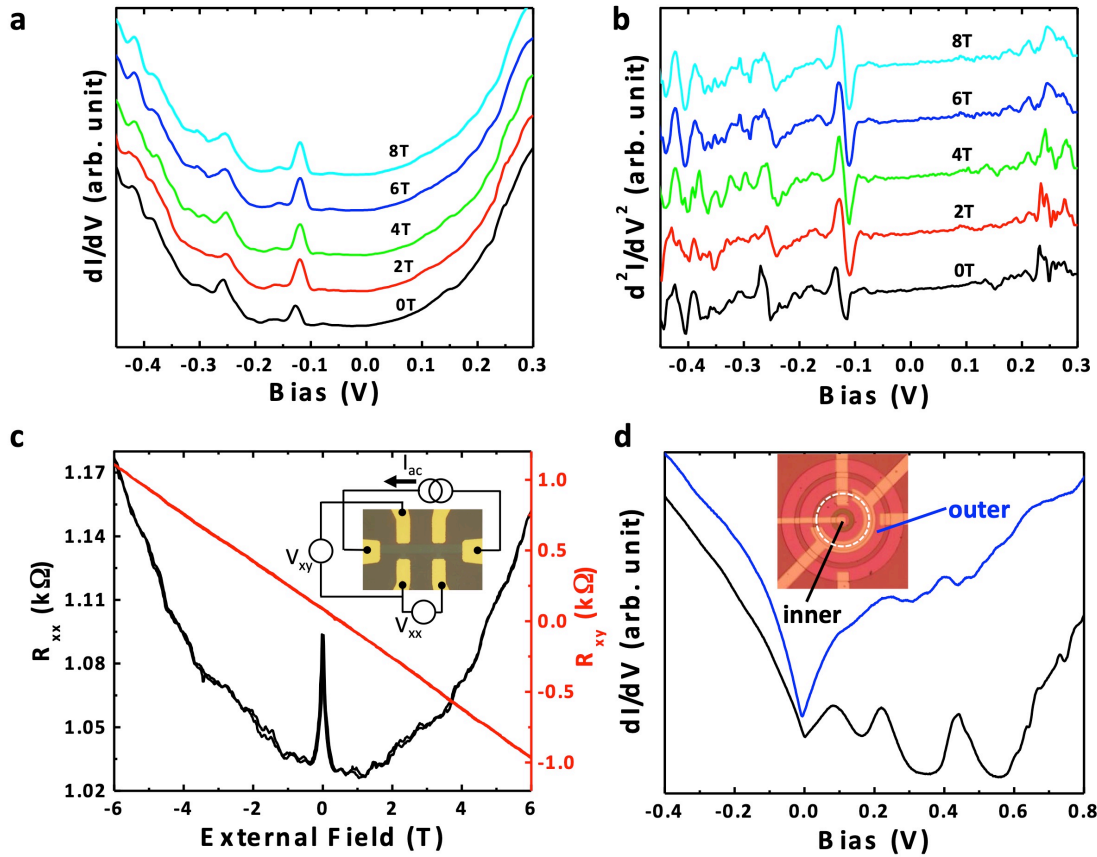 a
dI/dV (arb. unit)
8T
6T
4T
2T
0T
-0.4 -0.3 -0.2 -0.1 0.0 0.1 0.2 0.3
Bias (V)
b
d²I/dV² (arb. unit)
8T
6T
4T
2T
0T
-0.4 -0.3 -0.2 -0.1 0.0 0.1 0.2 0.3
Bias (V)
c
R xx (kΩ)
1.17
1.14
1.11
1.08
1.05
1.02
Iac
Vxy
Vxx
1.0
0.5
0.0
-0.5
-1.0
R xy (kΩ)
-6 -4 -2 0 2 4 6
External Field (T)
d
dI/dV (arb. unit)
outer
inner
-0.4 -0.2 0.0 0.2 0.4 0.6 0.8
Bias (V)